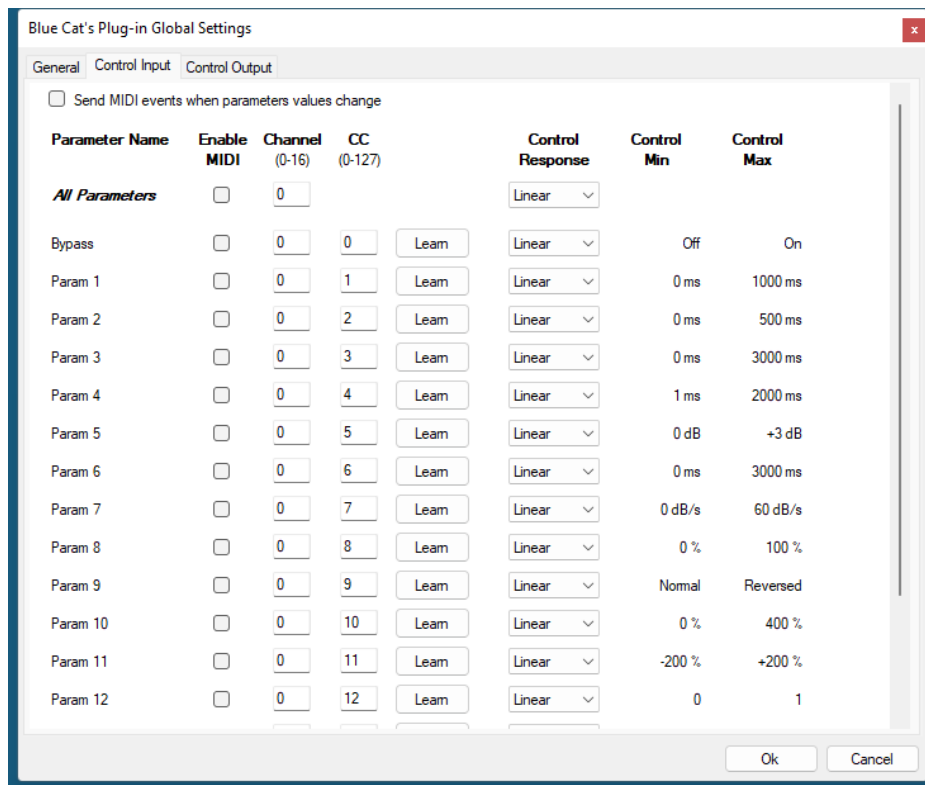 Blue Cat's Plug-in Global Settings
x
General Control Input Control Output
Send MIDI events when parameters values change
Parameter Name Enable MIDI Channel (0-16) CC (0-127) Control Response Control Min Control Max
All Parameters 0 Linear
Bypass 0 0 Learn Linear Off On
Param 1 0 1 Learn Linear 0 ms 1000 ms
Param 2 0 2 Learn Linear 0 ms 500 ms
Param 3 0 3 Learn Linear 0 ms 3000 ms
Param 4 0 4 Learn Linear 1 ms 2000 ms
Param 5 0 5 Learn Linear 0 dB +3 dB
Param 6 0 6 Learn Linear 0 ms 3000 ms
Param 7 0 7 Learn Linear 0 dB/s 60 dB/s
Param 8 0 8 Learn Linear 0 % 100 %
Param 9 0 9 Learn Linear Normal Reversed
Param 10 0 10 Learn Linear 0 % 400 %
Param 11 0 11 Learn Linear -200 % +200 %
Param 12 0 12 Learn Linear 0 1
Ok Cancel